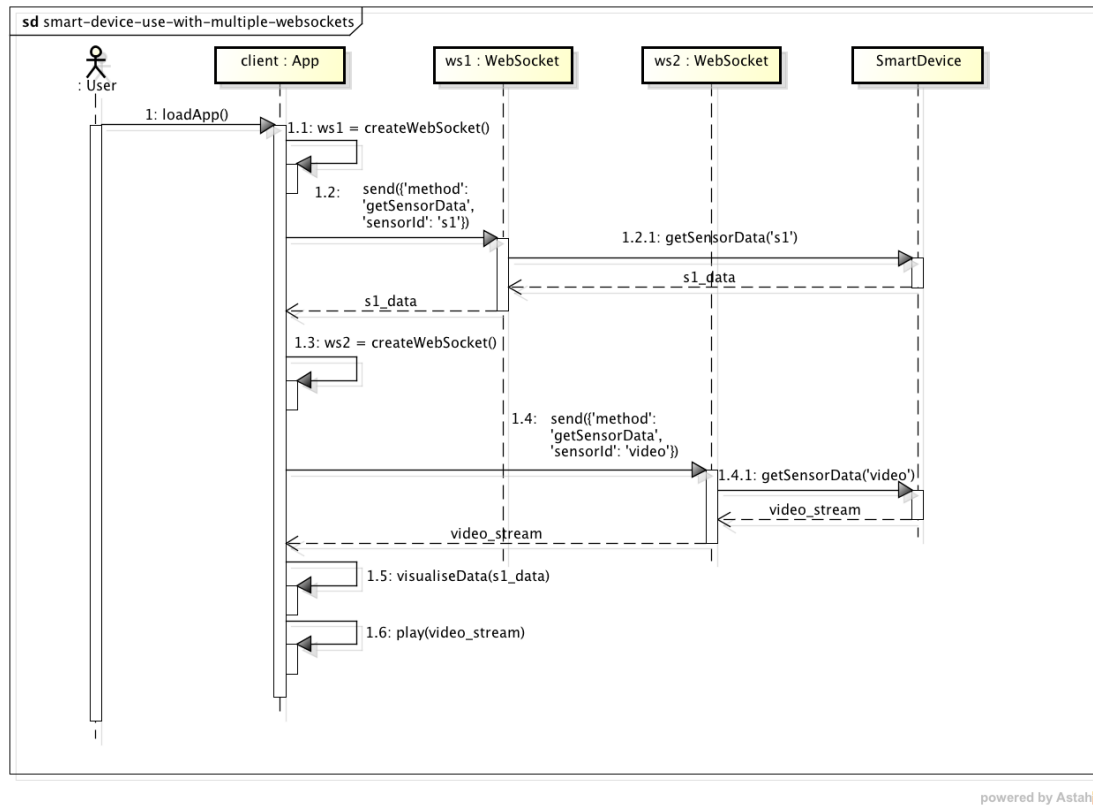 sd smart-device-use-with-multiple-websockets
: User
client : App
ws1 : WebSocket
ws2 : WebSocket
SmartDevice
1: loadApp()
1.1: ws1 = createWebSocket()
1.2: send({'method':
'getSensorData',
'sensorId': 's1'})
1.2.1: getSensorData('s1')
s1_data
s1_data
1.3: ws2 = createWebSocket()
1.4: send({'method':
'getSensorData',
'sensorId': 'video'})
1.4.1: getSensorData('video')
video_stream
video_stream
1.5: visualiseData(s1_data)
1.6: play(video_stream)
powered by Astah